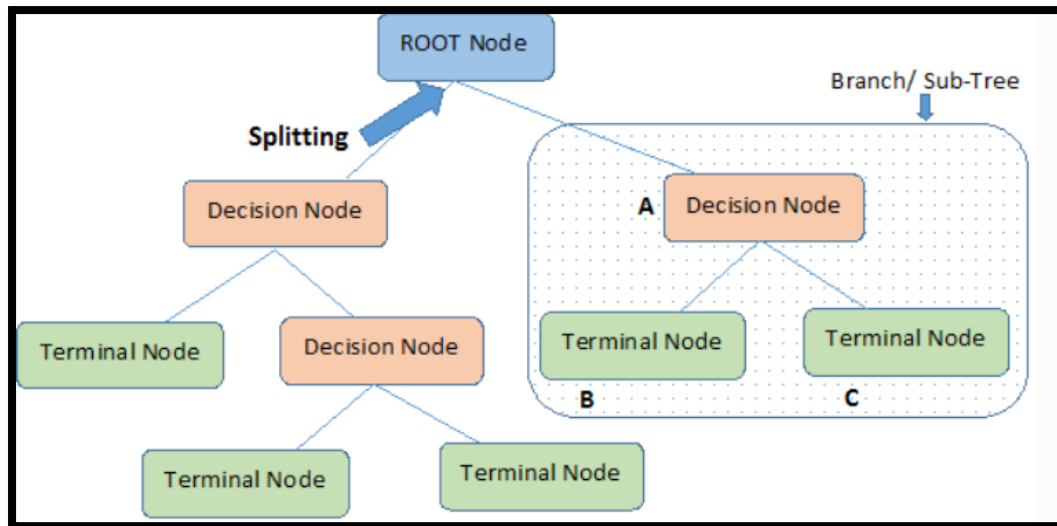 ROOT Node
Branch/ Sub-Tree
Splitting
Decision Node
A
Decision Node
Terminal Node
Decision Node
Terminal Node
Terminal Node
B
C
Terminal Node
Terminal Node